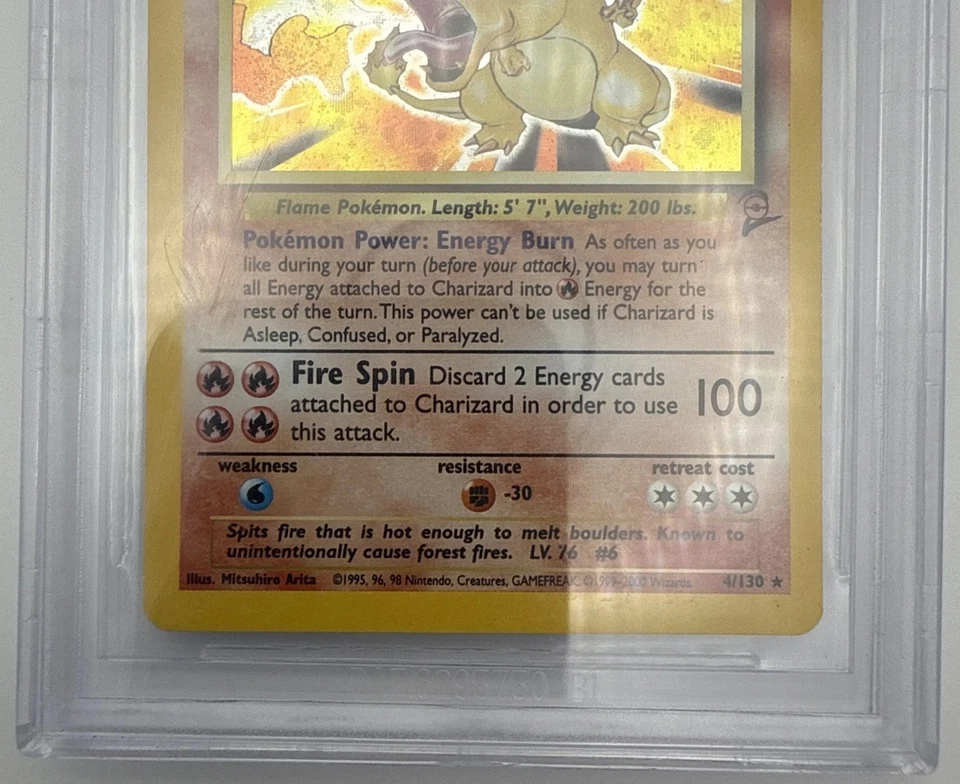 Flame Pokémon. Length: 5' 7", Weight: 200 lbs.
Pokémon Power: Energy Burn As often as you
like during your turn (before your attack), you may turn
all Energy attached to Charizard into Energy for the
rest of the turn. This power can't be used if Charizard is
Asleep, Confused, or Paralyzed.
Fire Spin Discard 2 Energy cards
attached to Charizard in order to use 100
this attack.
weakness resistance retreat cost
-30
Spits fire that is hot enough to melt boulders. Known to
unintentionally cause forest fires. LV. 76 #6
Illus. Mitsuhiro Arita ©1995, 96, 98 Nintendo, Creatures, GAMEFREAK. ©1999-2000 Wizards. 4/130